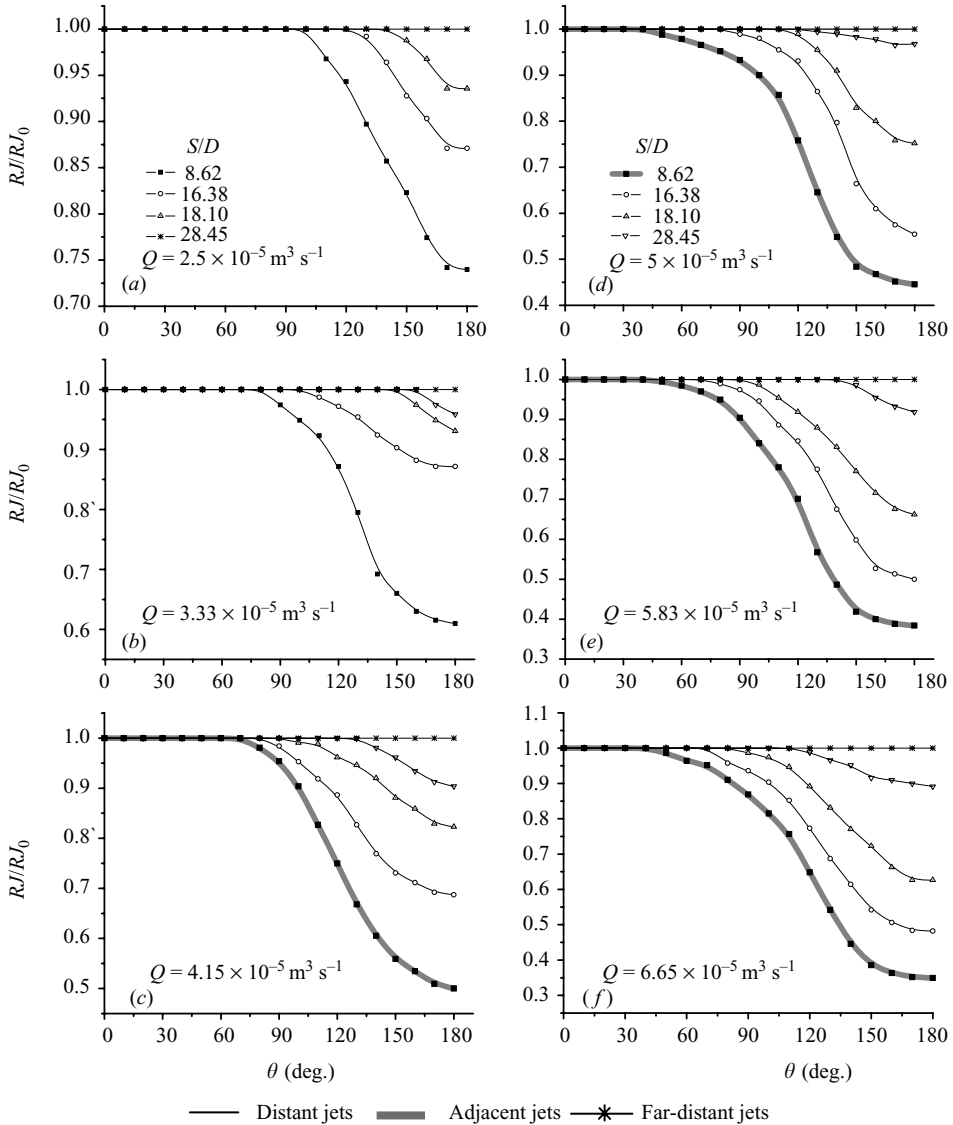 1.00
0.95
0.90
0.85
0.80
0.75
0.70
RJ/RJ₀
S/D
8.62
16.38
18.10
28.45
Q = 2.5 × 10⁻⁵ m³ s⁻¹
(a)
0 30 60 90 120 150 180
1.0
0.9
0.8
0.7
0.6
0.5
0.4
S/D
8.62
16.38
18.10
28.45
Q = 5 × 10⁻⁵ m³ s⁻¹
(d)
0 30 60 90 120 150 180
1.0
0.9
0.8`
0.7
0.6
RJ/RJ₀
Q = 3.33 × 10⁻⁵ m³ s⁻¹
(b)
0 30 60 90 120 150 180
1.0
0.9
0.8
0.7
0.6
0.5
0.4
0.3
Q = 5.83 × 10⁻⁵ m³ s⁻¹
(e)
0 30 60 90 120 150 180
1.0
0.9
0.8`
0.7
0.6
0.5
RJ/RJ₀
Q = 4.15 × 10⁻⁵ m³ s⁻¹
(c)
0 30 60 90 120 150 180
θ (deg.)
1.1
1.0
0.9
0.8
0.7
0.6
0.5
0.4
0.3
Q = 6.65 × 10⁻⁵ m³ s⁻¹
(f)
0 30 60 90 120 150 180
θ (deg.)
Distant jets Adjacent jets Far-distant jets